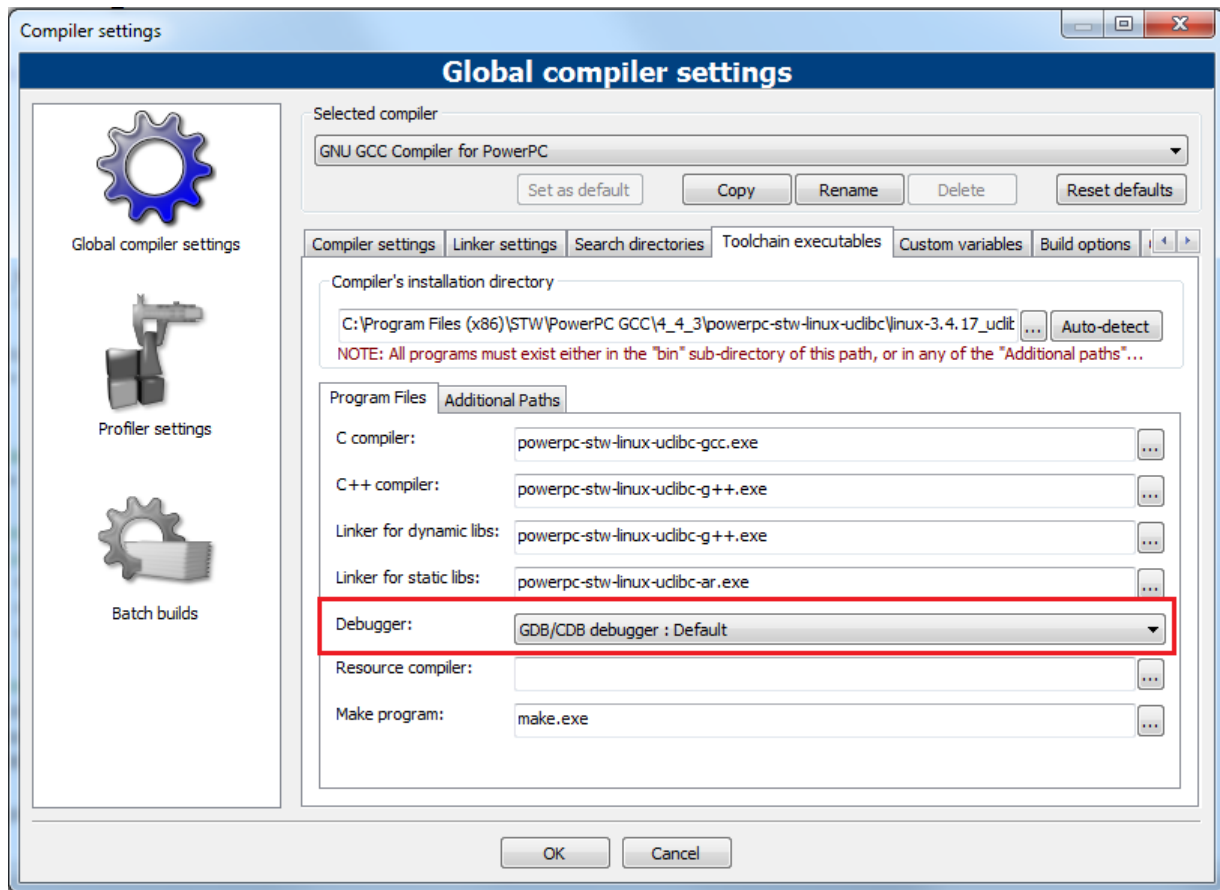 Compiler settings
Global compiler settings
Global compiler settings
Profiler settings
Batch builds
Selected compiler
GNU GCC Compiler for PowerPC
Set as default Copy Rename Delete Reset defaults
Compiler settings Linker settings Search directories Toolchain executables Custom variables Build options
Compiler's installation directory
C:\Program Files (x86)\STW\PowerPC GCC\4_4_3\powerpc-stw-linux-uclibc\linux-3.4.17_uclib ... Auto-detect
NOTE: All programs must exist either in the "bin" sub-directory of this path, or in any of the "Additional paths"...
Program Files Additional Paths
C compiler: powerpc-stw-linux-uclibc-gcc.exe ...
C++ compiler: powerpc-stw-linux-uclibc-g++.exe ...
Linker for dynamic libs: powerpc-stw-linux-uclibc-g++.exe ...
Linker for static libs: powerpc-stw-linux-uclibc-ar.exe ...
Debugger: GDB/CDB debugger : Default
Resource compiler: ...
Make program: make.exe ...
OK Cancel